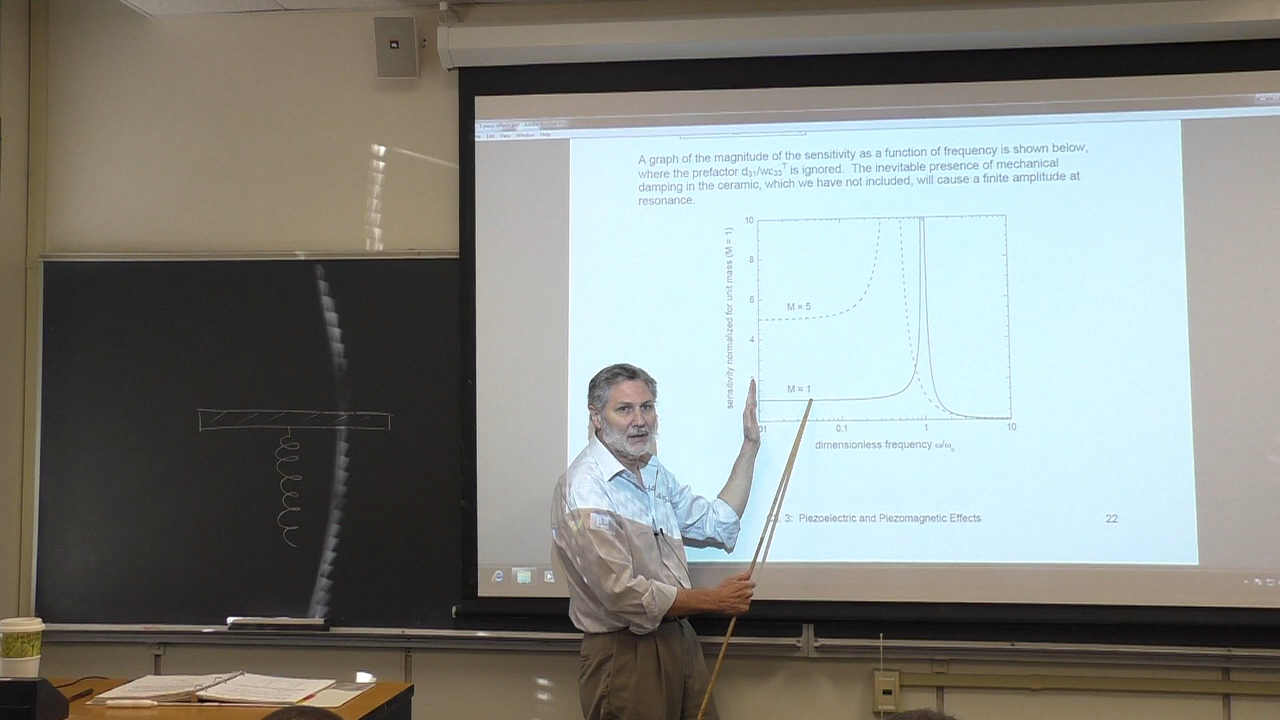 A graph of the magnitude of the sensitivity as a function of frequency is shown below,
where the prefactor d₃₁/wε₃₃ᵀ is ignored. The inevitable presence of mechanical
damping in the ceramic, which we have not included, will cause a finite amplitude at
resonance.
sensitivity normalized for unit mass (M = 1)
10
8
6
M = 5
4
M = 1
0.1
1
10
dimensionless frequency ω/ω₀
3: Piezoelectric and Piezomagnetic Effects
22